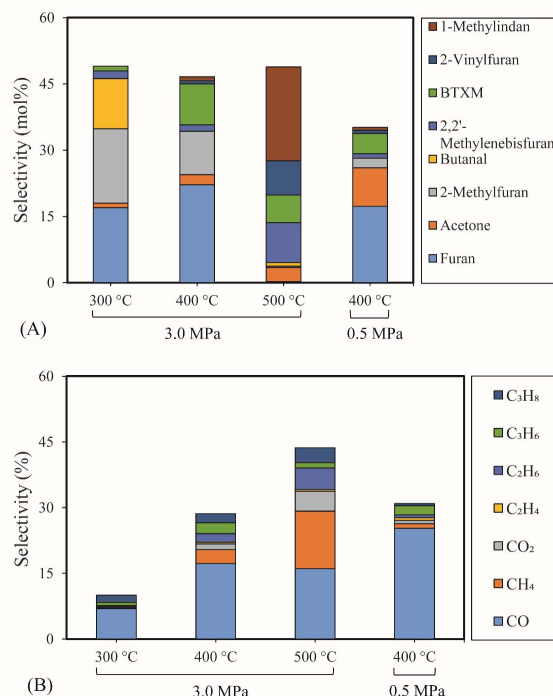 60
45
30
15
0
Selectivity (mol%)
300 °C
400 °C
500 °C
400 °C
3.0 MPa
0.5 MPa
(A)
1-Methylindan
2-Vinylfuran
BTXM
2,2'-
Methylenebisfuran
Butanal
2-Methylfuran
Acetone
Furan
60
45
30
15
0
Selectivity (%)
300 °C
400 °C
500 °C
400 °C
3.0 MPa
0.5 MPa
(B)
C₃H₈
C₃H₆
C₂H₆
C₂H₄
CO₂
CH₄
CO